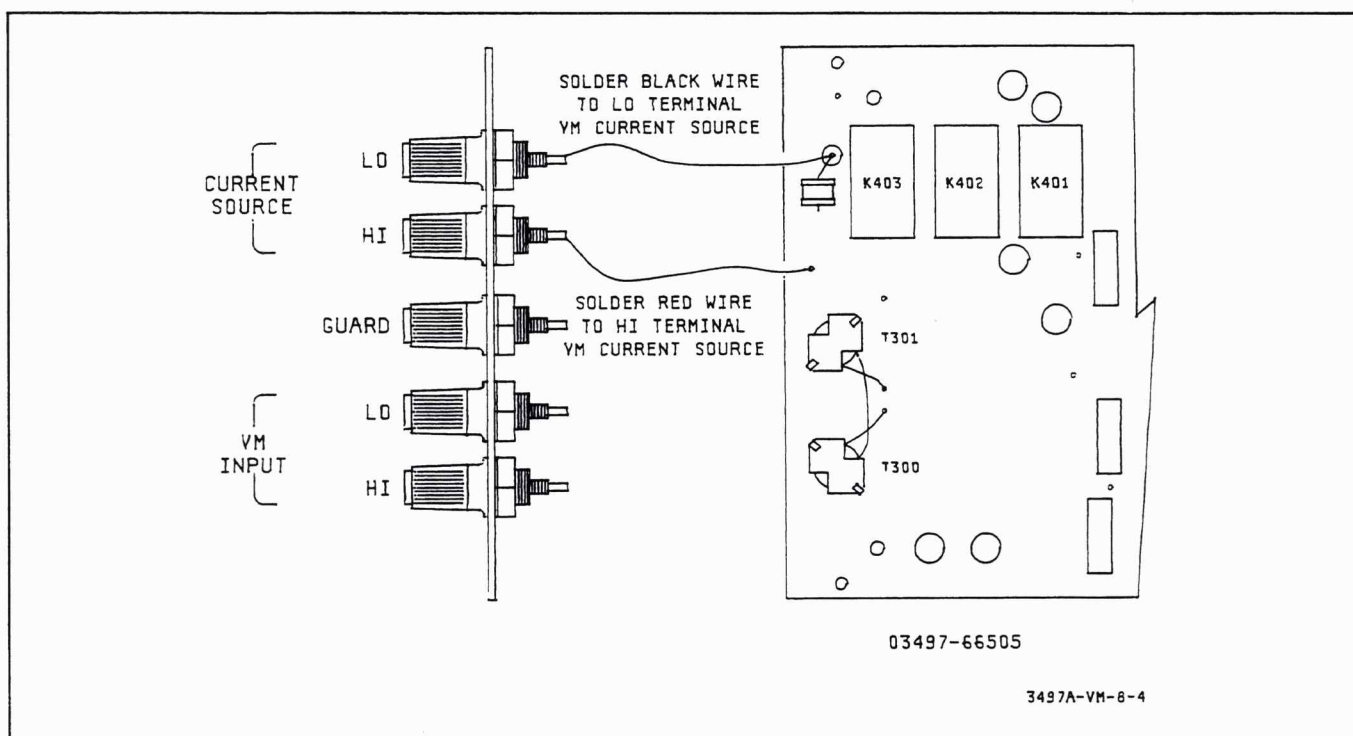 SOLDER BLACK WIRE
TO LO TERMINAL
VM CURRENT SOURCE
CURRENT
SOURCE
LO
HI
GUARD
SOLDER RED WIRE
TO HI TERMINAL
VM CURRENT SOURCE
VM
INPUT
LO
HI
K403
K402
K401
T301
T300
03497-66505
3497A-VM-8-4